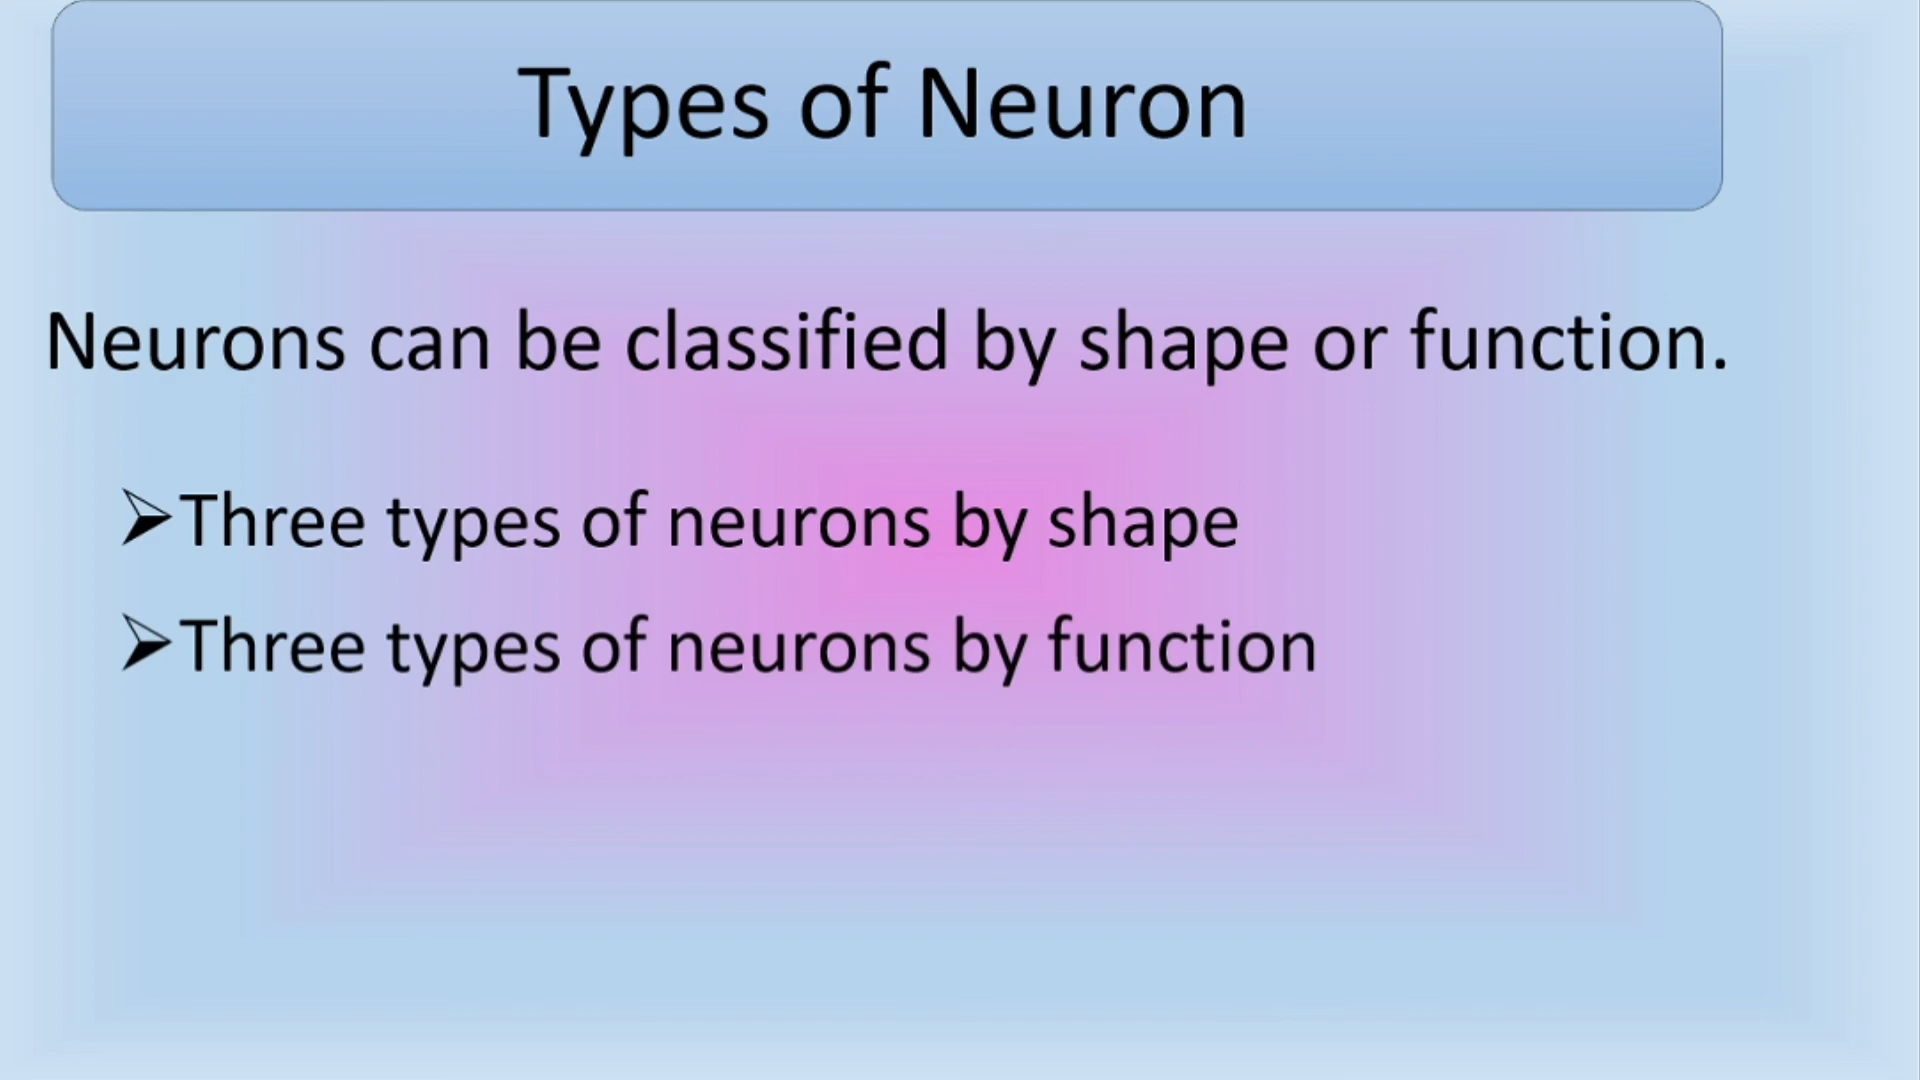 Types of Neuron
Neurons can be classified by shape or function.
➢Three types of neurons by shape
➢Three types of neurons by function